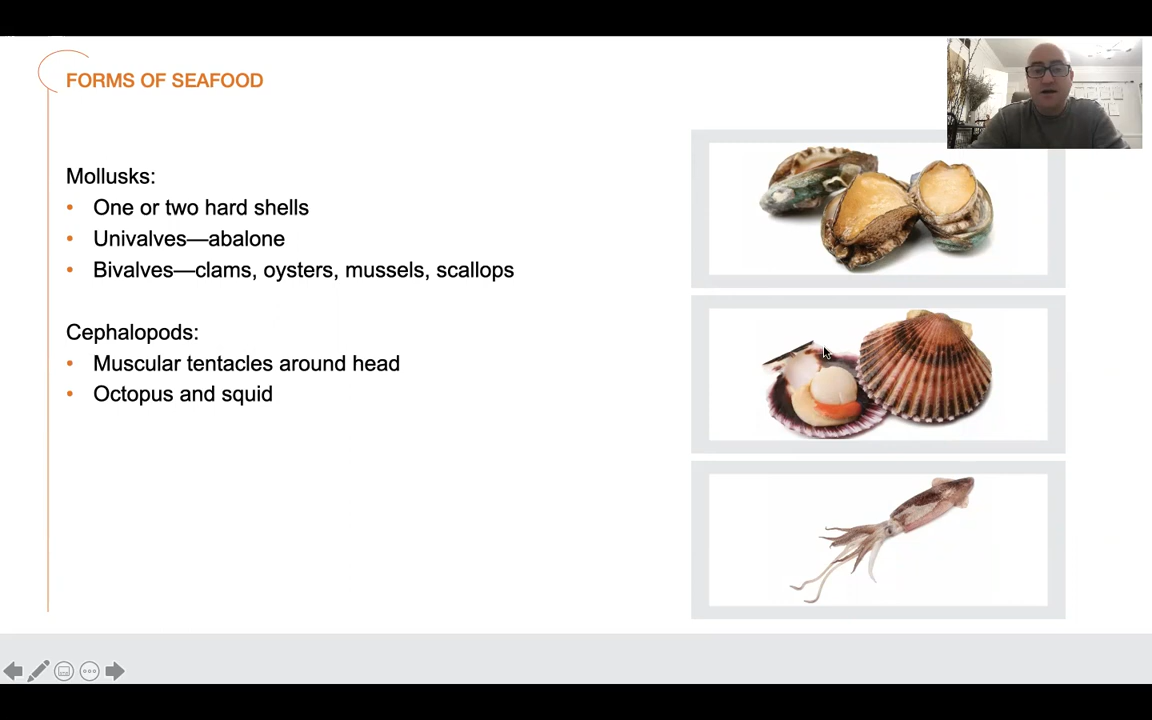 FORMS OF SEAFOOD
Mollusks:
• One or two hard shells
• Univalves—abalone
• Bivalves—clams, oysters, mussels, scallops
Cephalopods:
• Muscular tentacles around head
• Octopus and squid